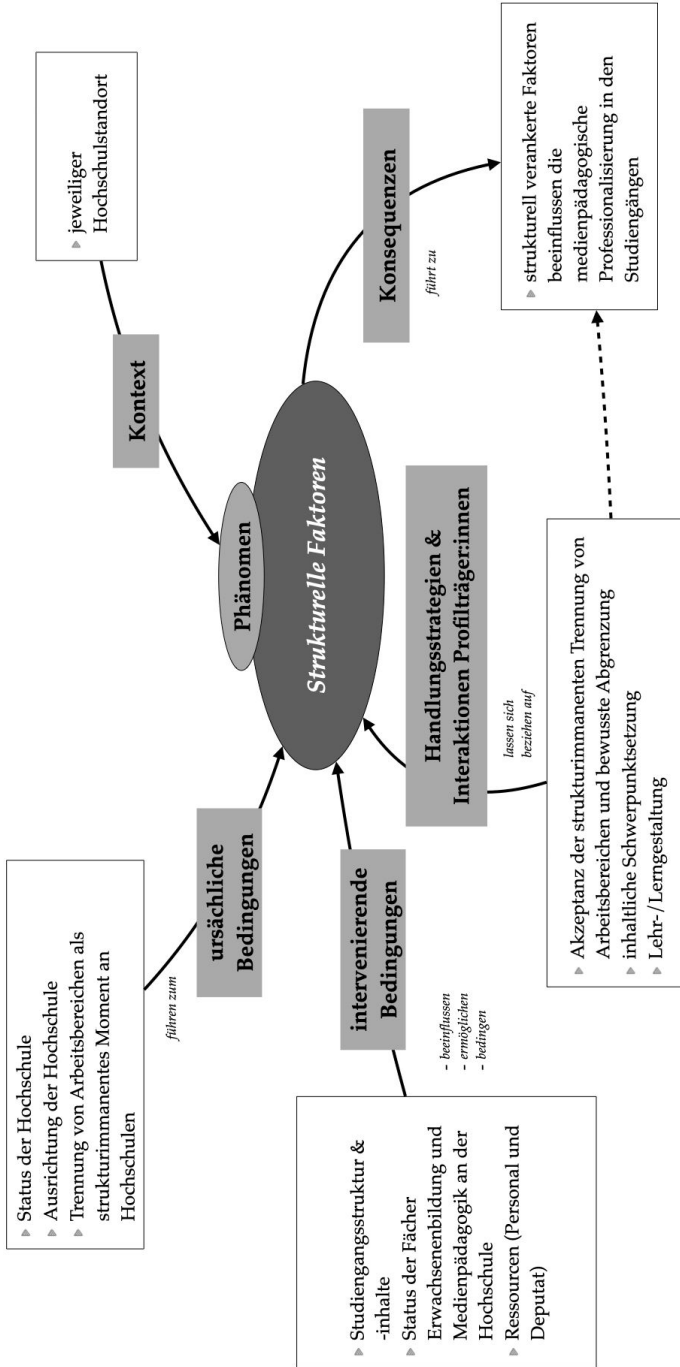 ▹ Status der Hochschule
▹ Ausrichtung der Hochschule
▹ Trennung von Arbeitsbereichen als
strukturimmanentes Moment an
Hochschulen
führen zum
ursächliche
Bedingungen
▹ jeweiliger
Hochschulstandort
Kontext
Phänomen
Strukturelle Faktoren
▹ Studiengangsstruktur &
-inhalte
▹ Status der Fächer
Erwachsenenbildung und
Medienpädagogik an der
Hochschule
▹ Ressourcen (Personal und
Deputat)
- beeinflussen
- ermöglichen
- bedingen
intervenierende
Bedingungen
Handlungsstrategien &
Interaktionen Profilträger:innen
lassen sich
beziehen auf
▹ Akzeptanz der strukturimmanenten Trennung von
Arbeitsbereichen und bewusste Abgrenzung
▹ inhaltliche Schwerpunktsetzung
▹ Lehr-/Lerngestaltung
Konsequenzen
führt zu
▹ strukturell verankerte Faktoren
beeinflussen die
medienpädagogische
Professionalisierung in den
Studiengängen